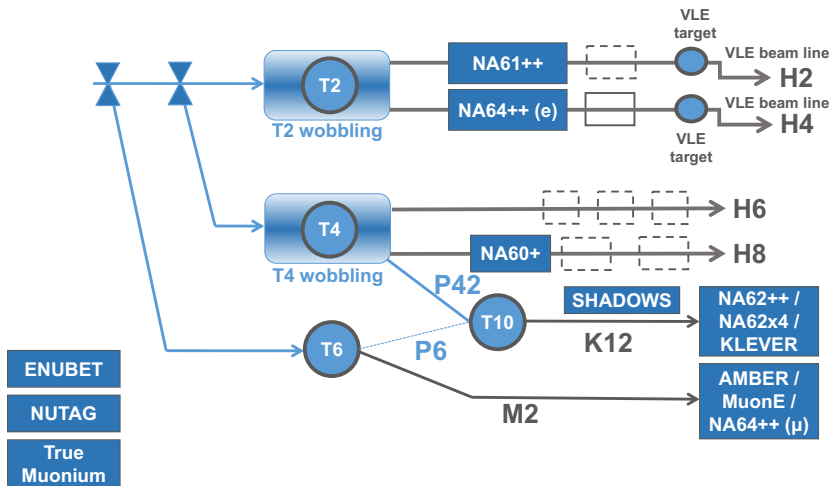 VLE
target
VLE beam line
T2
NA61++
H2
NA64++ (e)
VLE beam line
H4
T2 wobbling
VLE
target
T4
H6
NA60+
H8
T4 wobbling
P42
SHADOWS
NA62++ /
NA62x4 /
KLEVER
T10
K12
T6
P6
ENUBET
AMBER /
MuonE /
NA64++ (μ)
NUTAG
M2
True
Muonium